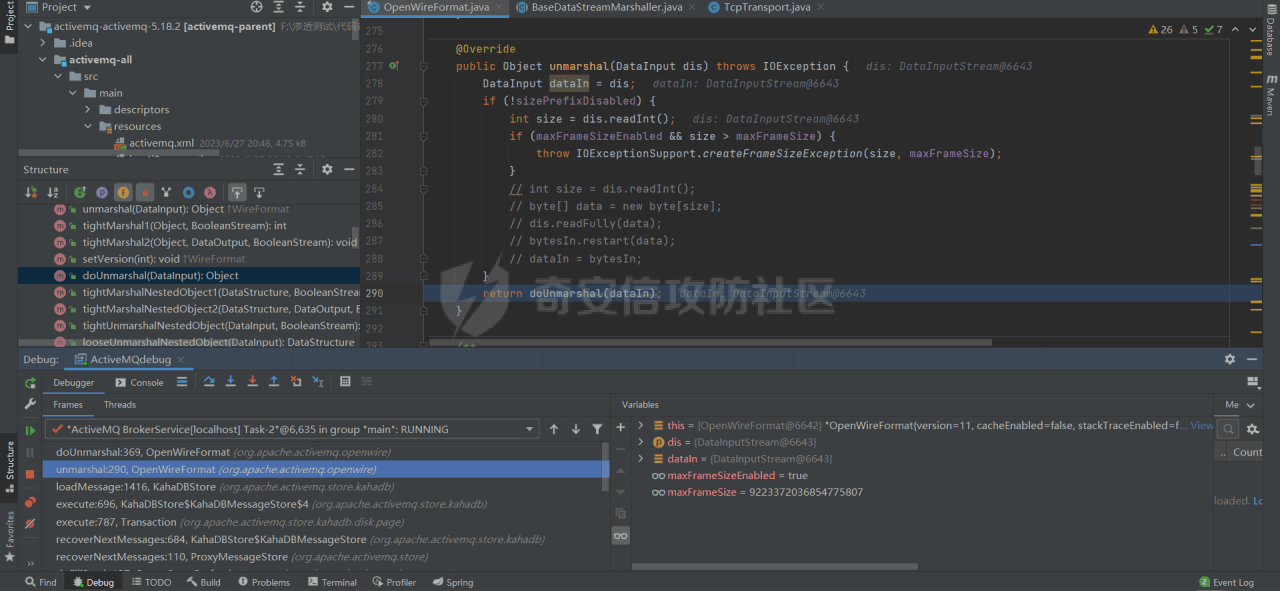 Project
OpenWireFormat.java
BaseDataStreamMarshaller.java
TcpTransport.java
Project
activemq-activemq-5.18.2 [activemq-parent] F:\渗透测试\代码
.idea
activemq-all
src
main
descriptors
resources
activemq.xml 2023/6/27 20:46, 4.75 kB
Structure
unmarshal(DataInput): Object ↑WireFormat
tightMarshal1(Object, BooleanStream): int
tightMarshal2(Object, DataOutput, BooleanStream): void
setVersion(int): void ↑WireFormat
doUnmarshal(DataInput): Object
tightMarshalNestedObject1(DataStructure, BooleanStrea
tightMarshalNestedObject2(DataStructure, DataOutput, B
tightUnmarshalNestedObject(DataInput, BooleanStream):
looseUnmarshalNestedObject(DataInput): DataStructure
26 5 7
275
276 @Override
277 public Object unmarshal(DataInput dis) throws IOException { dis: DataInputStream@6643
278 DataInput dataIn = dis; dataIn: DataInputStream@6643
279 if (!sizePrefixDisabled) {
280 int size = dis.readInt(); dis: DataInputStream@6643
281 if (maxFrameSizeEnabled && size > maxFrameSize) {
282 throw IOExceptionSupport.createFrameSizeException(size, maxFrameSize);
283 }
284 // int size = dis.readInt();
285 // byte[] data = new byte[size];
286 // dis.readFully(data);
287 // bytesIn.restart(data);
288 // dataIn = bytesIn;
289 }
290 return doUnmarshal(dataIn); dataIn: DataInputStream@6643
291 }
292
293 /**
奇安信攻防社区
Database
Maven
Debug: ActiveMQdebug
Debugger Console
Frames Threads
"ActiveMQ BrokerService[localhost] Task-2"@6,635 in group "main": RUNNING
doUnmarshal:369, OpenWireFormat (org.apache.activemq.openwire)
unmarshal:290, OpenWireFormat (org.apache.activemq.openwire)
loadMessage:1416, KahaDBStore (org.apache.activemq.store.kahadb)
execute:696, KahaDBStore$KahaDBMessageStore$4 (org.apache.activemq.store.kahadb)
execute:787, Transaction (org.apache.activemq.store.kahadb.disk.page)
recoverNextMessages:684, KahaDBStore$KahaDBMessageStore (org.apache.activemq.store.kahadb)
recoverNextMessages:110, ProxyMessageStore (org.apache.activemq.store)
Variables
this = {OpenWireFormat@6642} "OpenWireFormat{version=11, cacheEnabled=false, stackTraceEnabled=f... View
dis = {DataInputStream@6643}
dataIn = {DataInputStream@6643}
maxFrameSizeEnabled = true
maxFrameSize = 9223372036854775807
Me
.. Count
loaded. Lo
Structure
Favorites
Find Debug TODO Build Problems Terminal Profiler Spring
2 Event Log